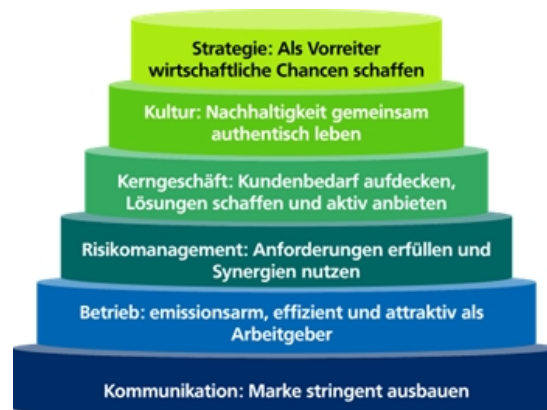 Strategie: Als Vorreiter
wirtschaftliche Chancen schaffen
Kultur: Nachhaltigkeit gemeinsam
authentisch leben
Kerngeschäft: Kundenbedarf aufdecken,
Lösungen schaffen und aktiv anbieten
Risikomanagement: Anforderungen erfüllen und
Synergien nutzen
Betrieb: emissionsarm, effizient und attraktiv als
Arbeitgeber
Kommunikation: Marke stringent ausbauen